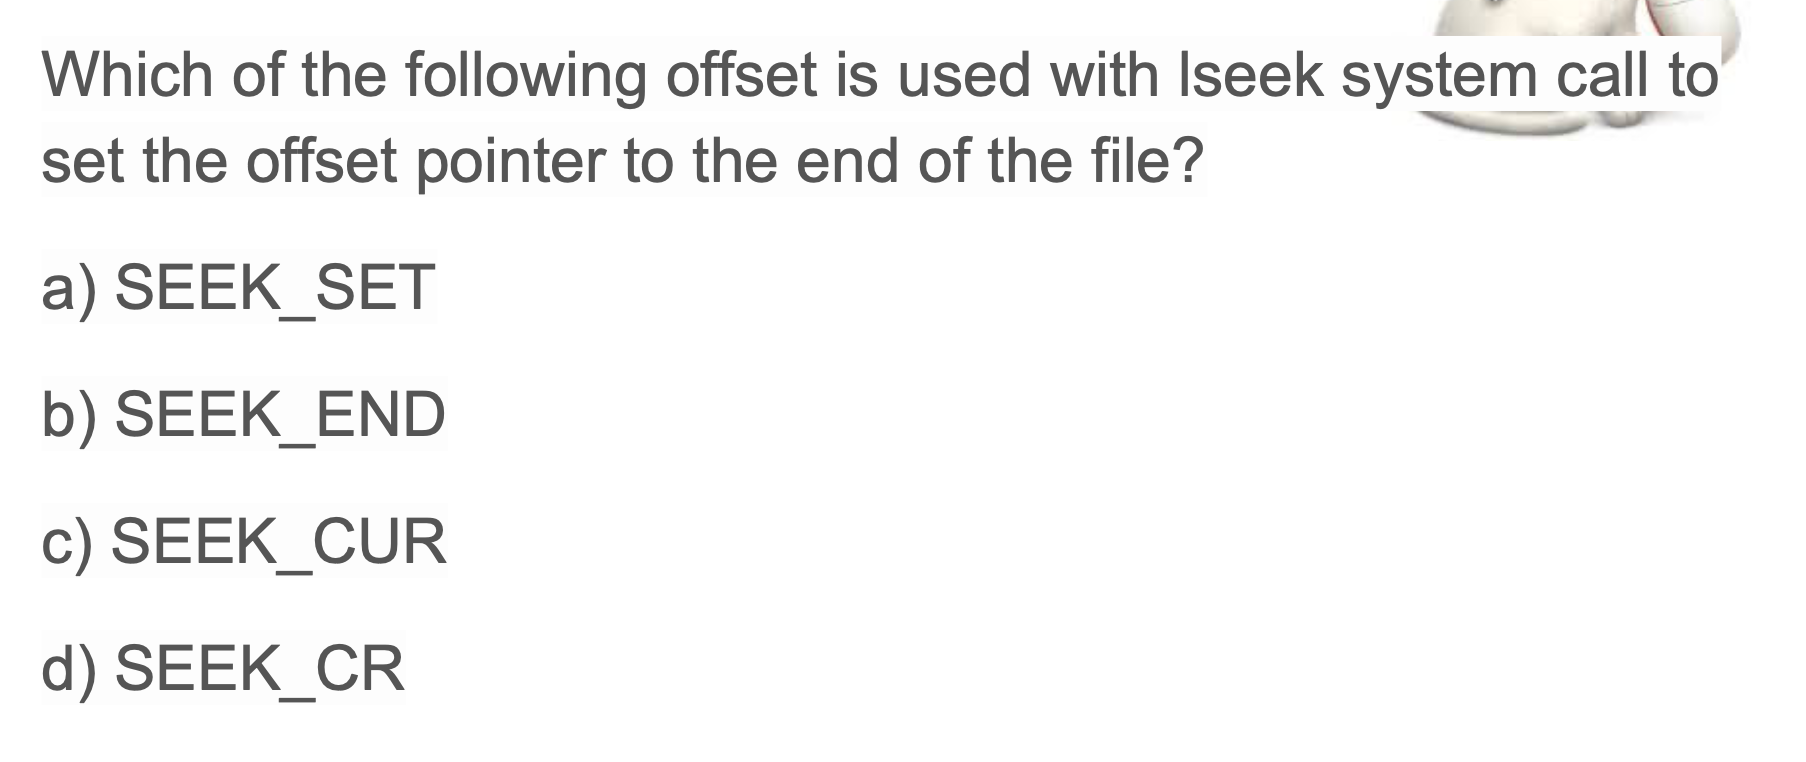 Which of the following offset is used with lseek system call to
set the offset pointer to the end of the file?
a) SEEK_SET
b) SEEK_END
c) SEEK_CUR
d) SEEK_CR